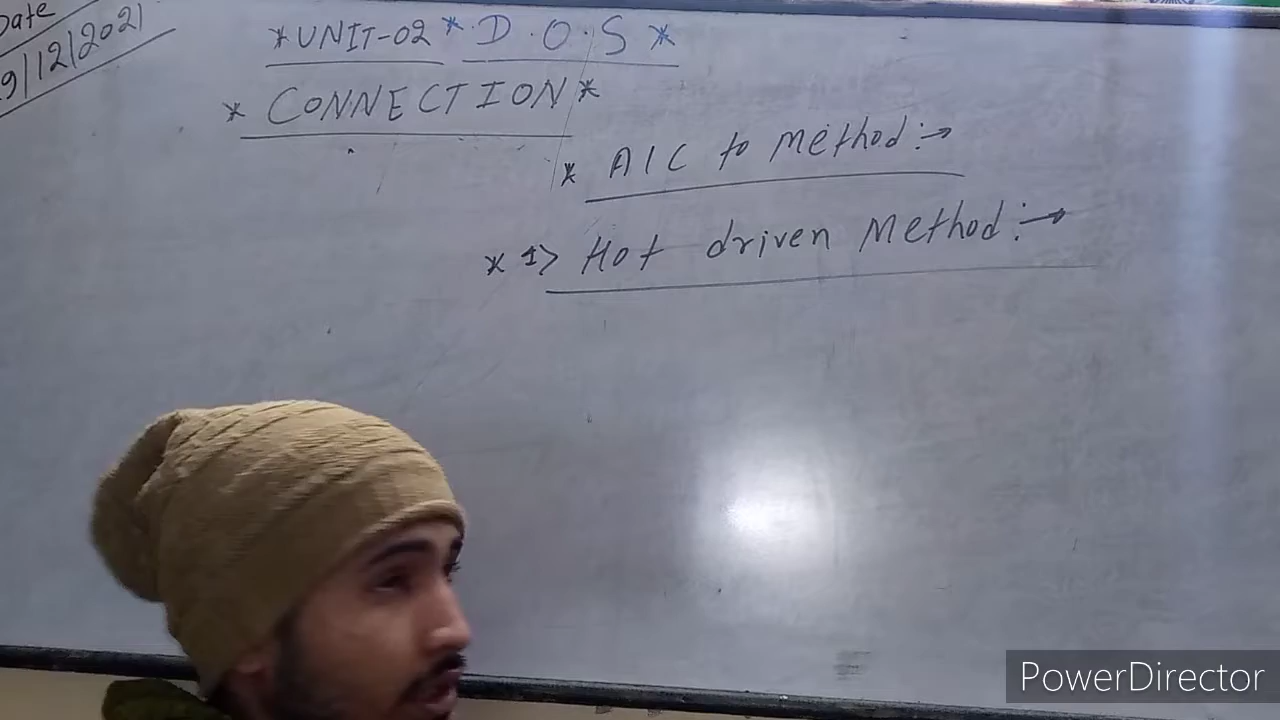 Date
9/12/2021
*UNIT-02 * D.O.S *
* CONNECTION *
* A/C to Method:→
* 1> Hot driven Method:→
PowerDirector